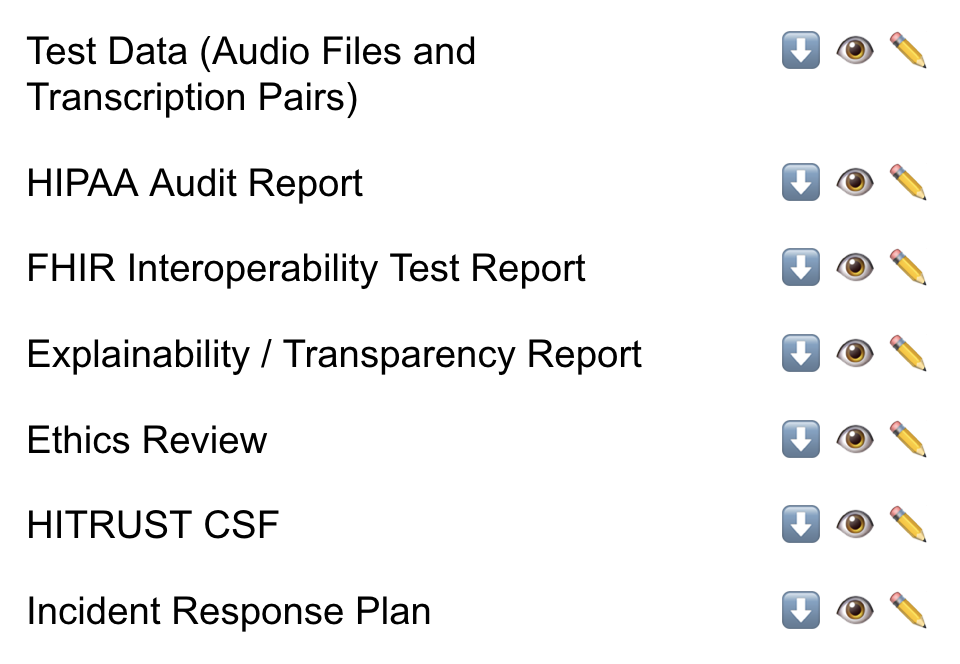 Test Data (Audio Files and
Transcription Pairs)
HIPAA Audit Report
FHIR Interoperability Test Report
Explainability / Transparency Report
Ethics Review
HITRUST CSF
Incident Response Plan